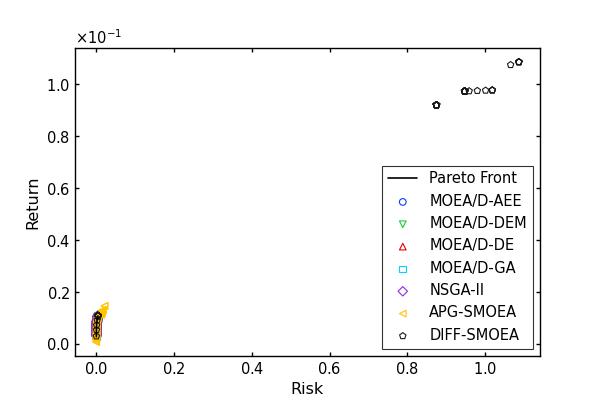 ×10⁻¹
1.0
0.8
0.6
0.4
0.2
0.0
Return
0.0 0.2 0.4 0.6 0.8 1.0
Risk
Pareto Front
MOEA/D-AEE
MOEA/D-DEM
MOEA/D-DE
MOEA/D-GA
NSGA-II
APG-SMOEA
DIFF-SMOEA